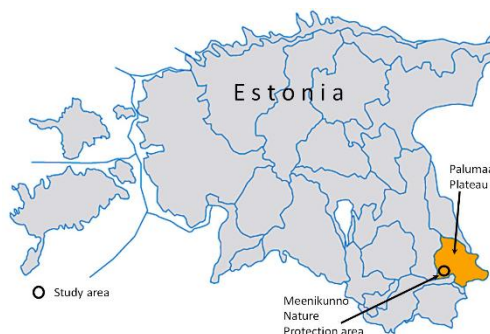 Estonia
Palumaa
Plateau
Study area
Meenikunno
Nature
Protection area